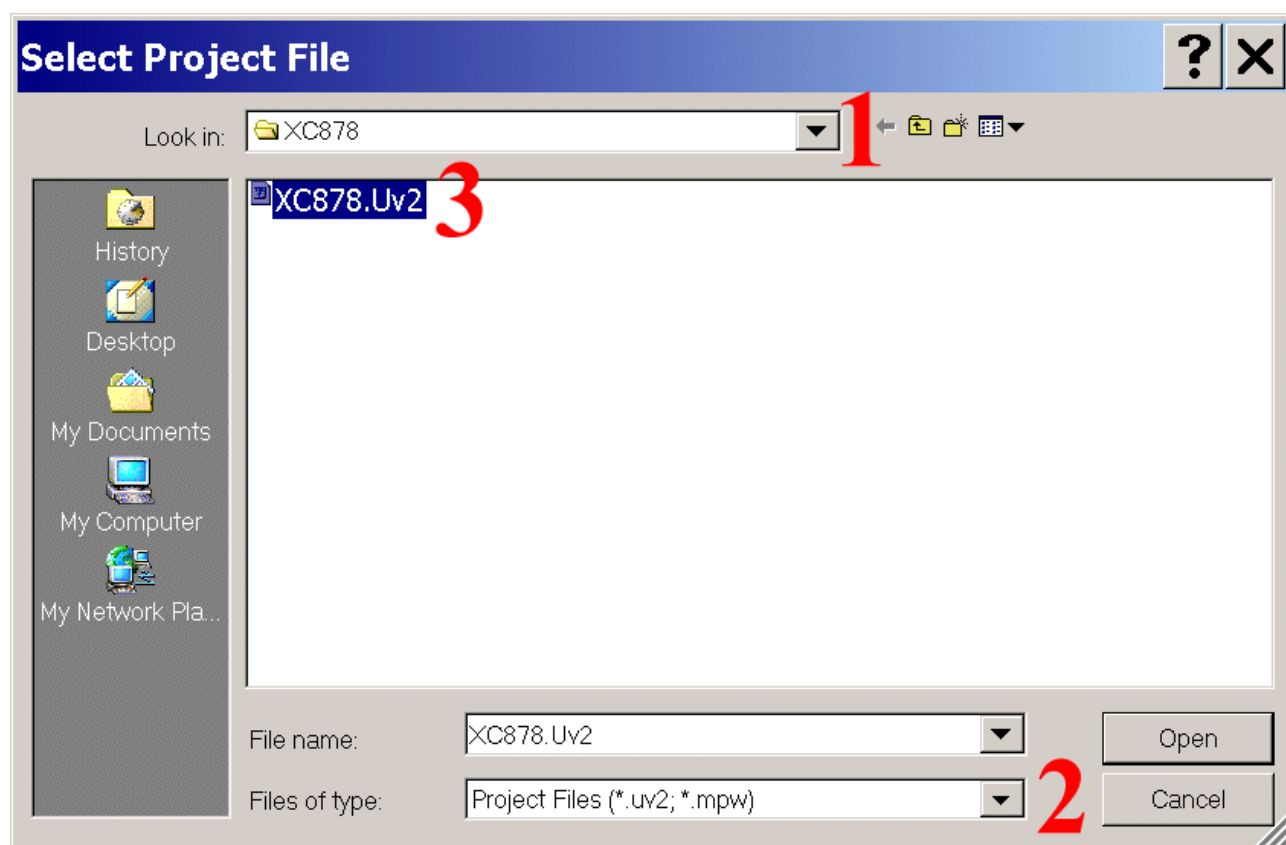 Select Project File
Look in: XC878 1
XC878.Uv2 3
History
Desktop
My Documents
My Computer
My Network Pla...
File name: XC878.Uv2 Open
Files of type: Project Files (*.uv2; *.mpw) 2 Cancel